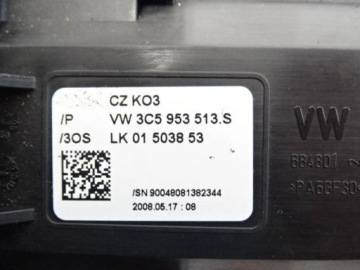 CZ KO3
/P VW 3C5 953 513.S
/3OS LK 01 5038 53
/SN 90048081382344
2008.05.17 : 08
VW